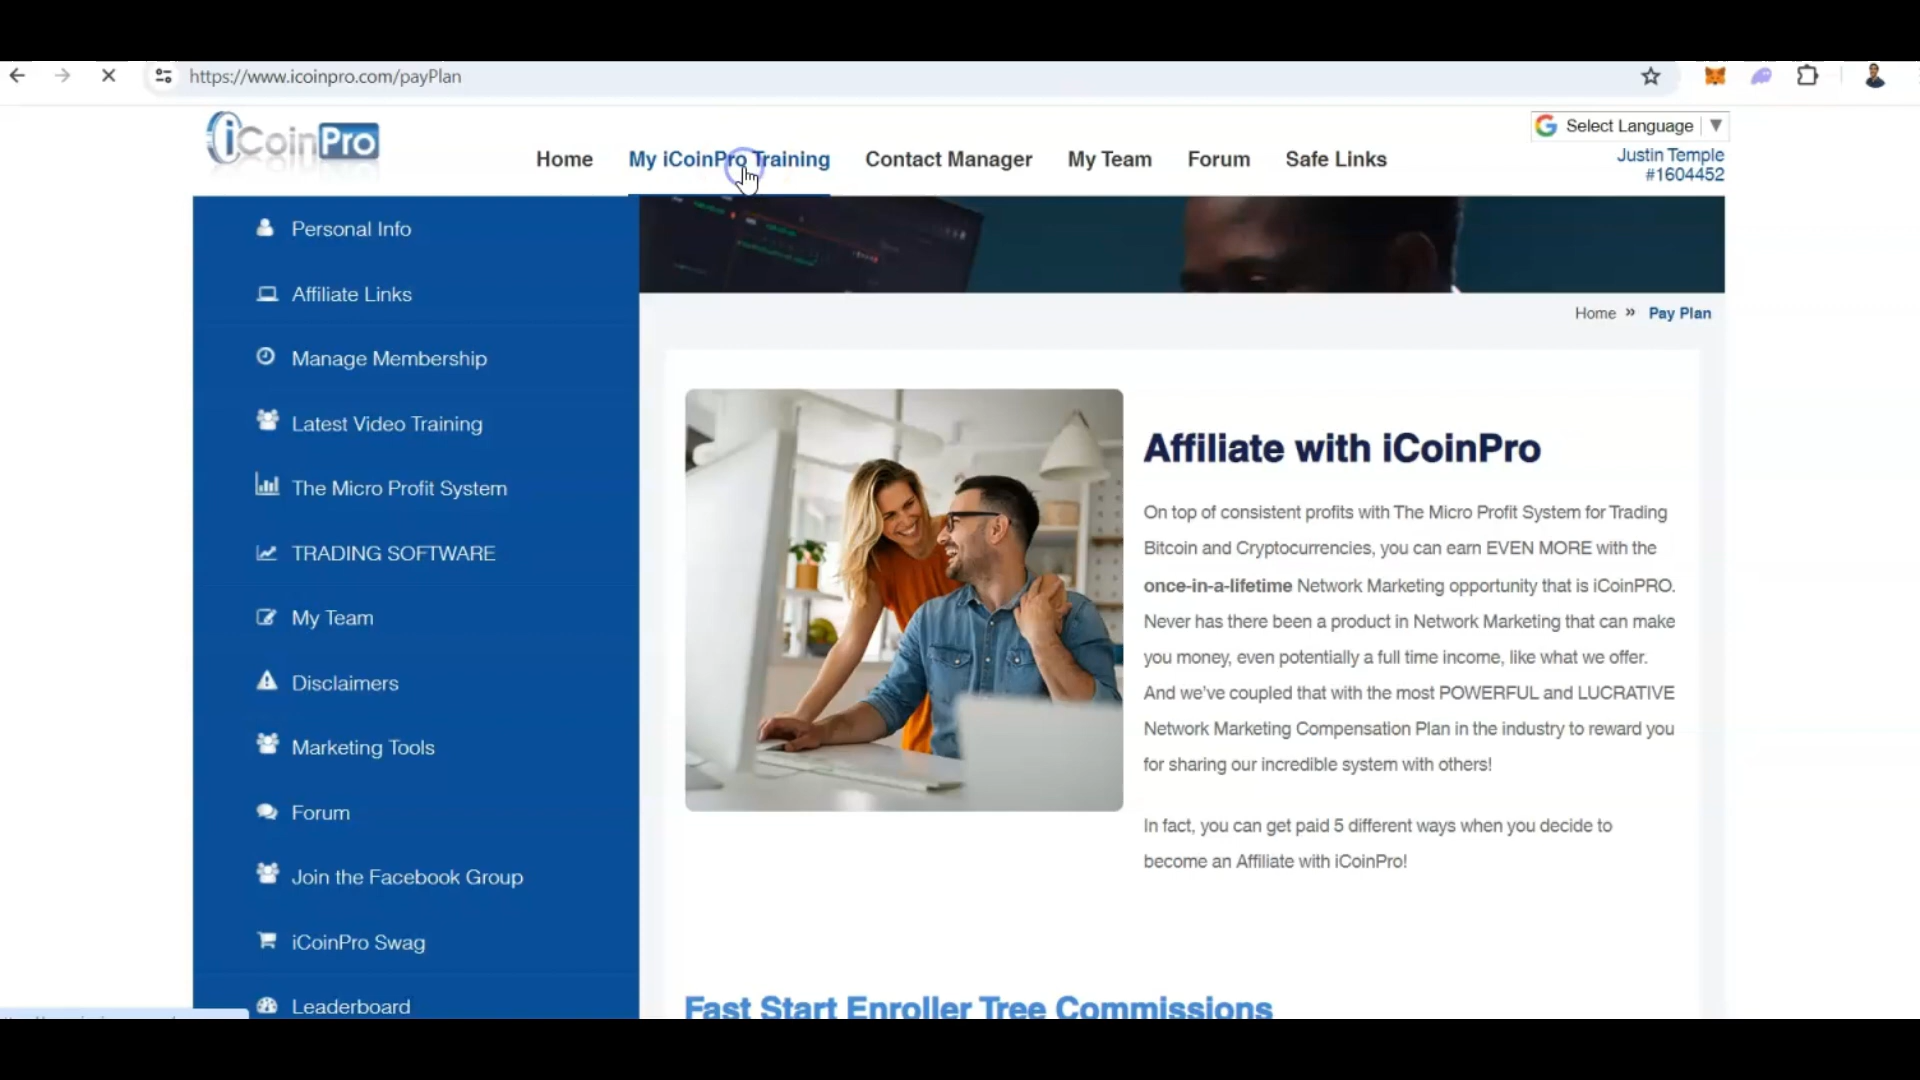 https://www.icoinpro.com/payPlan
iCoinPro
Home
My iCoinPro Training
Contact Manager
My Team
Forum
Safe Links
Select Language
Justin Temple
#1604452
Personal Info
Affiliate Links
Manage Membership
Latest Video Training
The Micro Profit System
TRADING SOFTWARE
My Team
Disclaimers
Marketing Tools
Forum
Join the Facebook Group
iCoinPro Swag
Leaderboard
Home » Pay Plan
Affiliate with iCoinPro
On top of consistent profits with The Micro Profit System for Trading
Bitcoin and Cryptocurrencies, you can earn EVEN MORE with the
once-in-a-lifetime Network Marketing opportunity that is iCoinPRO.
Never has there been a product in Network Marketing that can make
you money, even potentially a full time income, like what we offer.
And we've coupled that with the most POWERFUL and LUCRATIVE
Network Marketing Compensation Plan in the industry to reward you
for sharing our incredible system with others!
In fact, you can get paid 5 different ways when you decide to
become an Affiliate with iCoinPro!
Fast Start Enroller Tree Commissions